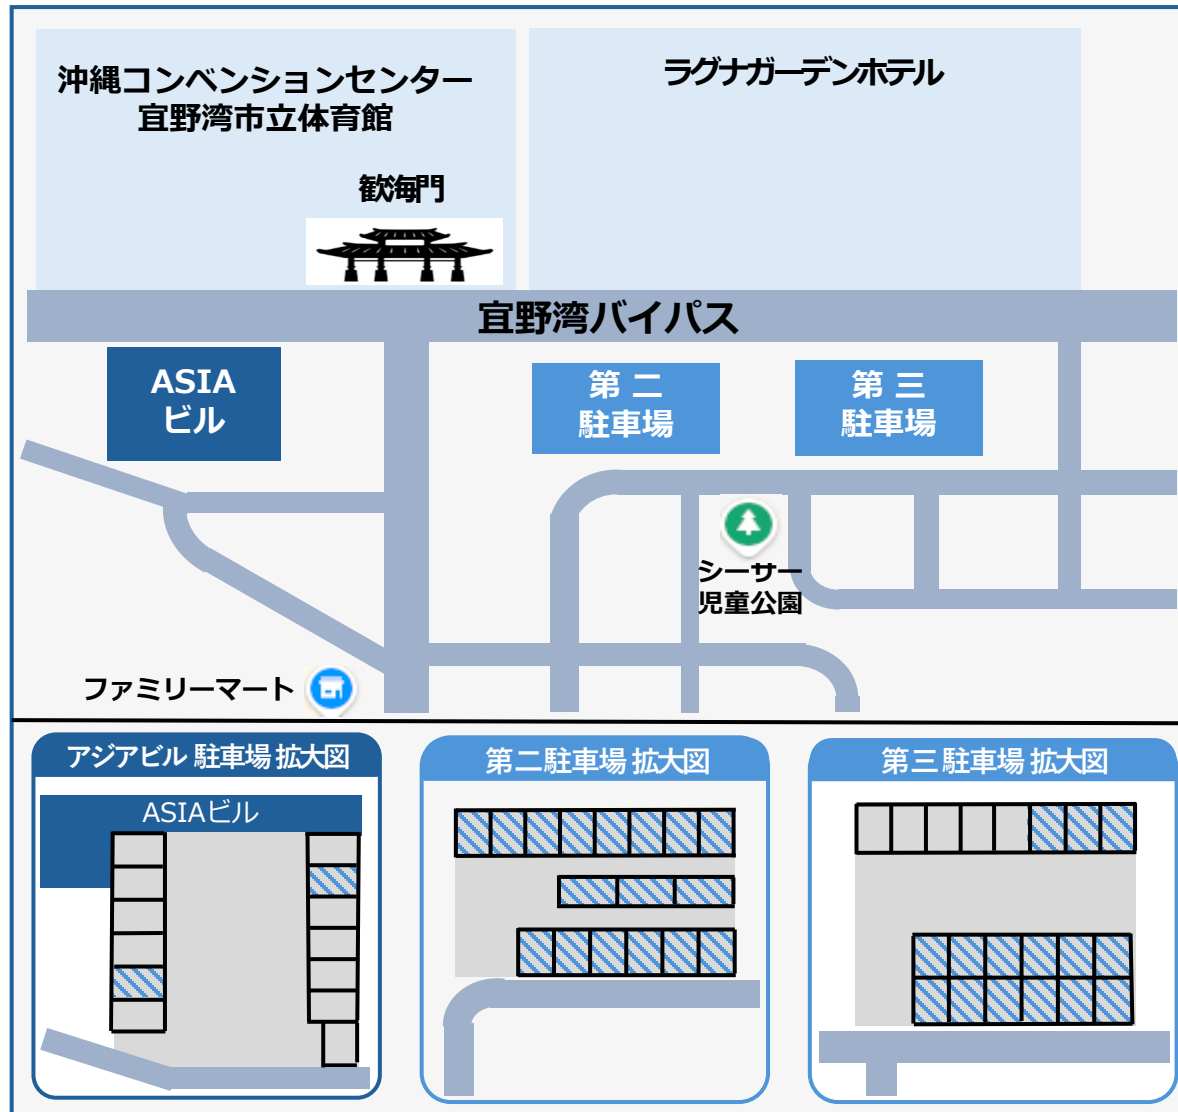 沖縄コンベンションセンター
宜野湾市立体育館
ラグナガーデンホテル
歓海門
宜野湾バイパス
ASIA
ビル
第二
駐車場
第三
駐車場
シーサー
児童公園
ファミリーマート
アジアビル 駐車場 拡大図
ASIAビル
第二駐車場 拡大図
第三駐車場 拡大図